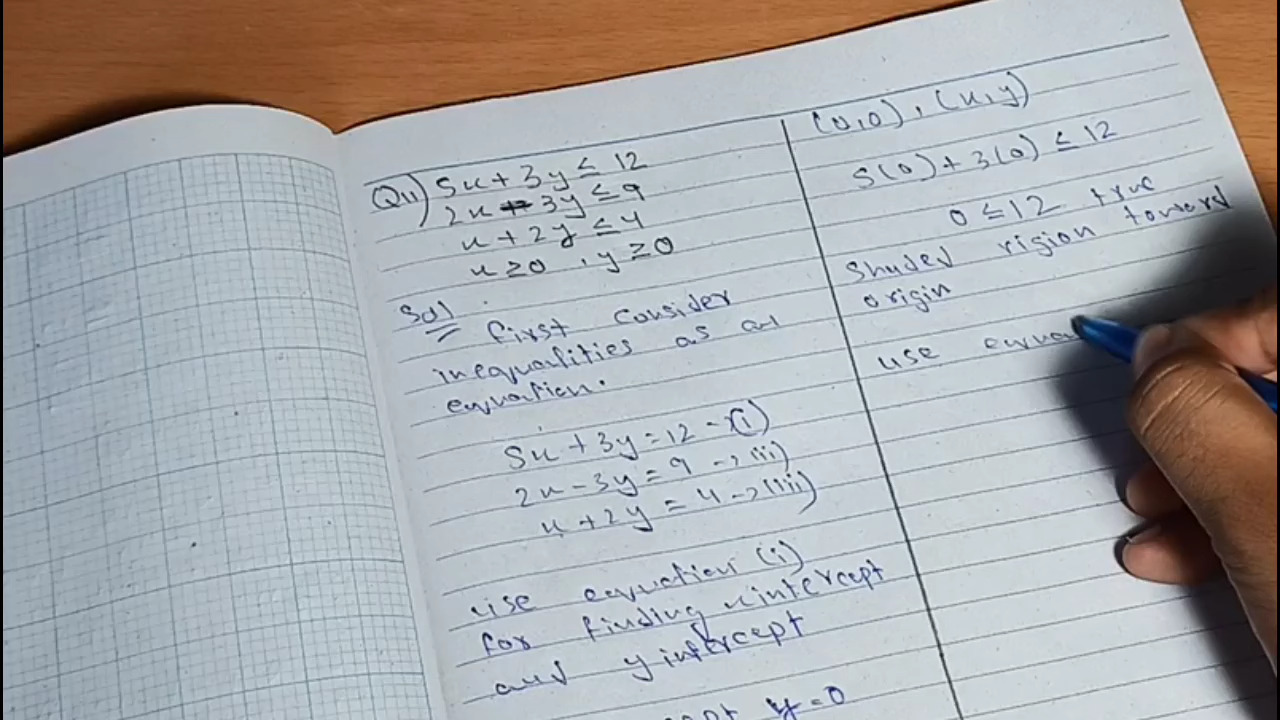 Q11) 5x + 3y ≤ 12
2x - 3y ≤ 9
x + 2y ≤ 4
x ≥ 0 , y ≥ 0
Sol)
first consider
inequalities as an
equation.
5x + 3y = 12 → (i)
2x - 3y = 9 → (ii)
x + 2y = 4 → (iii)
use equation (i)
for finding x intercept
and y intercept
y = 0
(0,0) , (x,y)
5(0) + 3(0) ≤ 12
0 ≤ 12 true
Shaded rigion toward
origin
use